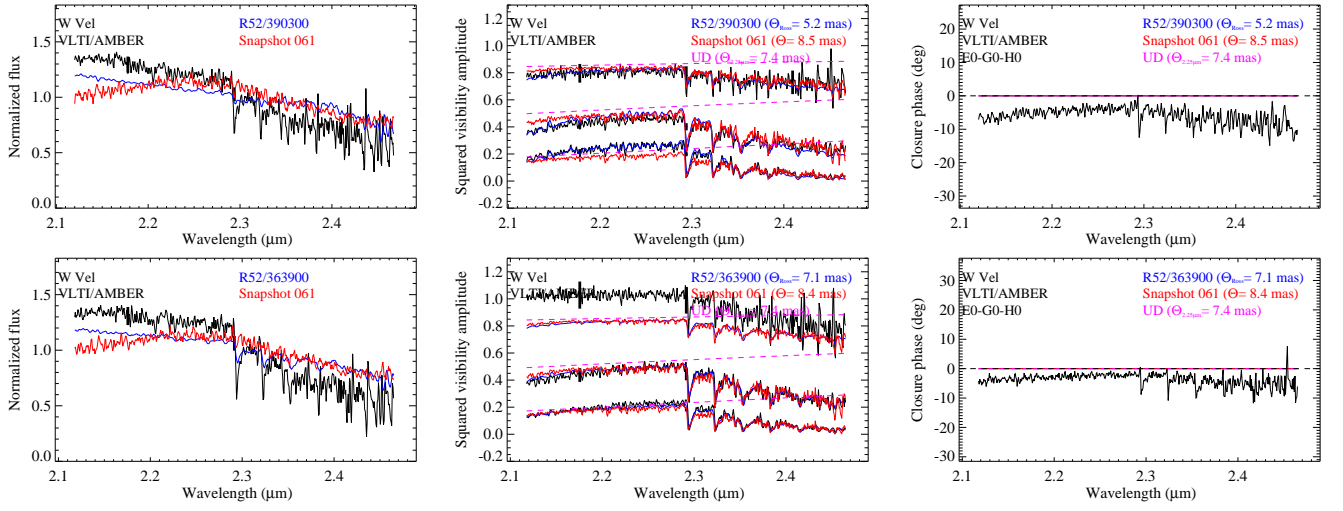 W Vel
VLTI/AMBER
R52/390300
Snapshot 061
Normalized flux
1.5
1.0
0.5
0.0
2.1 2.2 2.3 2.4
Wavelength (μm)
W Vel
VLTI/AMBER
R52/390300 (Θ_Ross= 5.2 mas)
Snapshot 061 (Θ= 8.5 mas)
UD (Θ_2.25μm= 7.4 mas)
Squared visibility amplitude
1.2
1.0
0.8
0.6
0.4
0.2
0.0
-0.2
2.1 2.2 2.3 2.4
Wavelength (μm)
W Vel
VLTI/AMBER
E0-G0-H0
R52/390300 (Θ_Ross= 5.2 mas)
Snapshot 061 (Θ= 8.5 mas)
UD (Θ_2.25μm= 7.4 mas)
Closure phase (deg)
30
20
10
0
-10
-20
-30
2.1 2.2 2.3 2.4
Wavelength (μm)
W Vel
VLTI/AMBER
R52/363900
Snapshot 061
Normalized flux
1.5
1.0
0.5
0.0
2.1 2.2 2.3 2.4
Wavelength (μm)
W Vel
VLTI/AMBER
R52/363900 (Θ_Ross= 7.1 mas)
Snapshot 061 (Θ= 8.4 mas)
UD (Θ_2.25μm= 7.4 mas)
Squared visibility amplitude
1.2
1.0
0.8
0.6
0.4
0.2
0.0
-0.2
2.1 2.2 2.3 2.4
Wavelength (μm)
W Vel
VLTI/AMBER
E0-G0-H0
R52/363900 (Θ_Ross= 7.1 mas)
Snapshot 061 (Θ= 8.4 mas)
UD (Θ_2.25μm= 7.4 mas)
Closure phase (deg)
30
20
10
0
-10
-20
-30
2.1 2.2 2.3 2.4
Wavelength (μm)